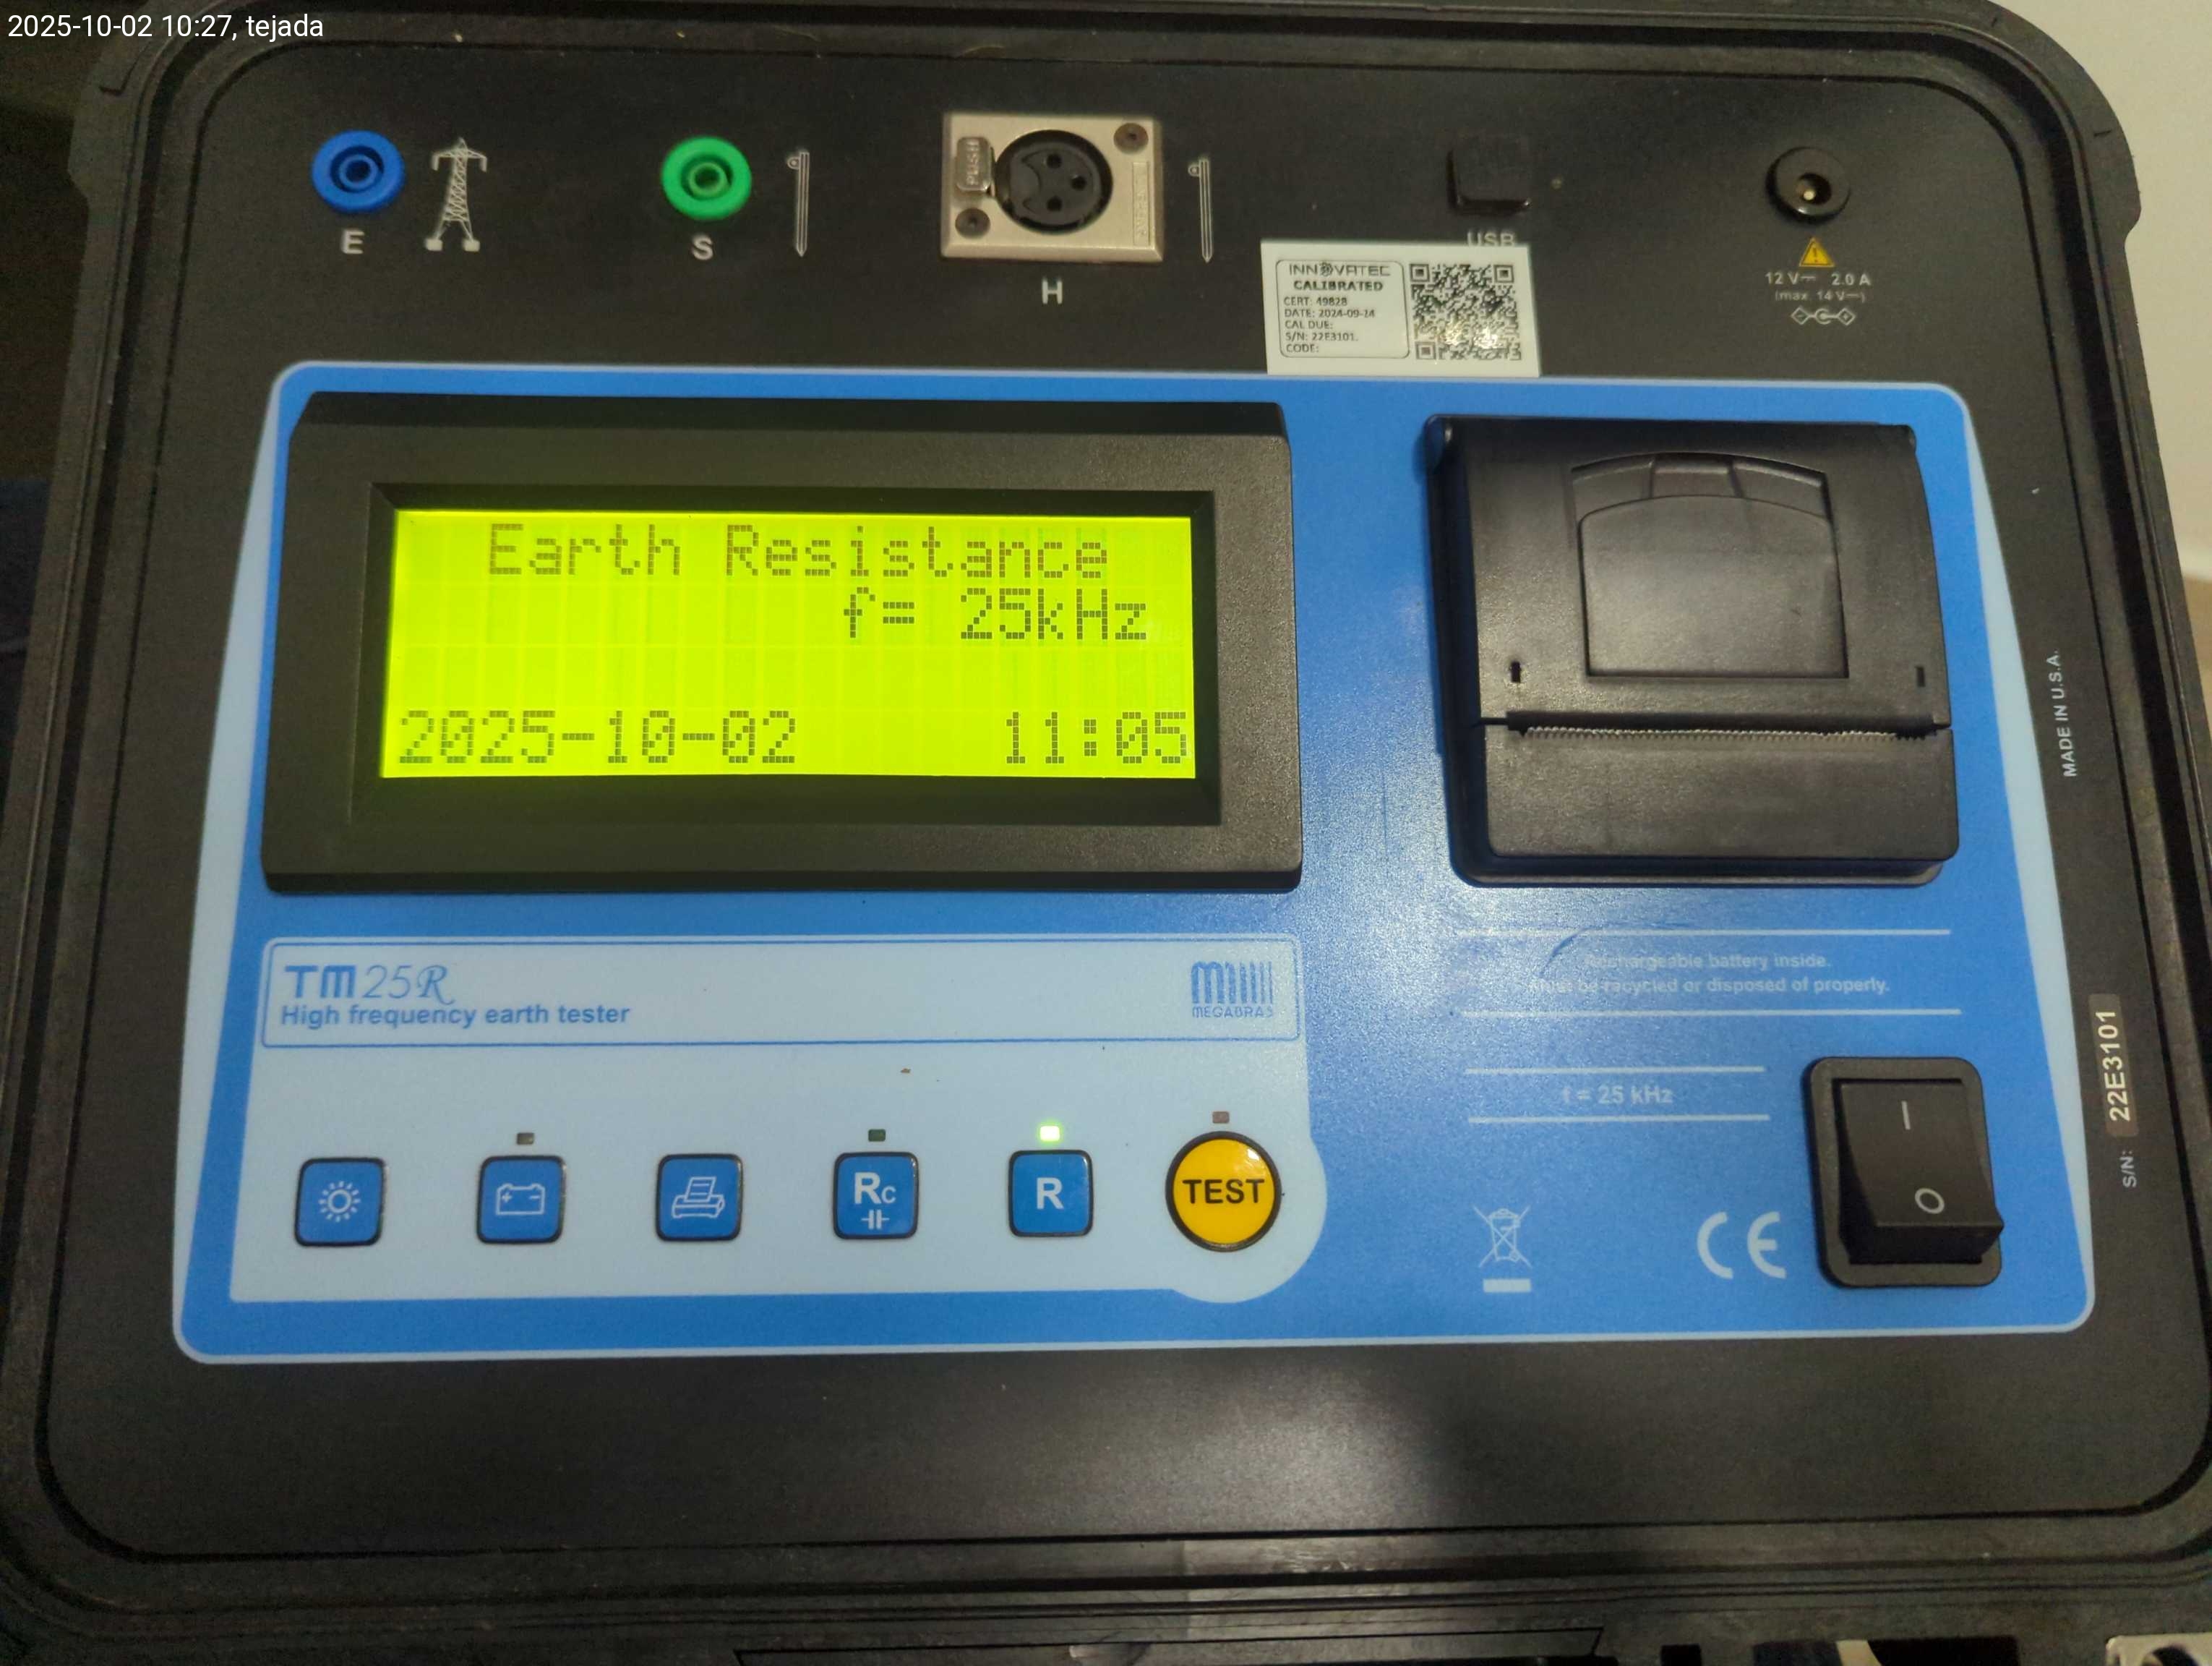 2025-10-02 10:27, tejada
E
S
PUSH
H
USB
12 V 2.0 A
(max. 14 V)
INNOVATEC
CALIBRATED
CERT: 49828
DATE: 2024-09-24
CAL DUE:
S/N: 22E3101.
CODE:
Earth Resistance
f= 25kHz
2025-10-02 11:05
MADE IN U.S.A.
TM25R
High frequency earth tester
MEGABRAS
Rechargeable battery inside.
Must be recycled or disposed of properly.
f = 25 kHz
S/N: 22E3101
RC
R
TEST
I
O
CE